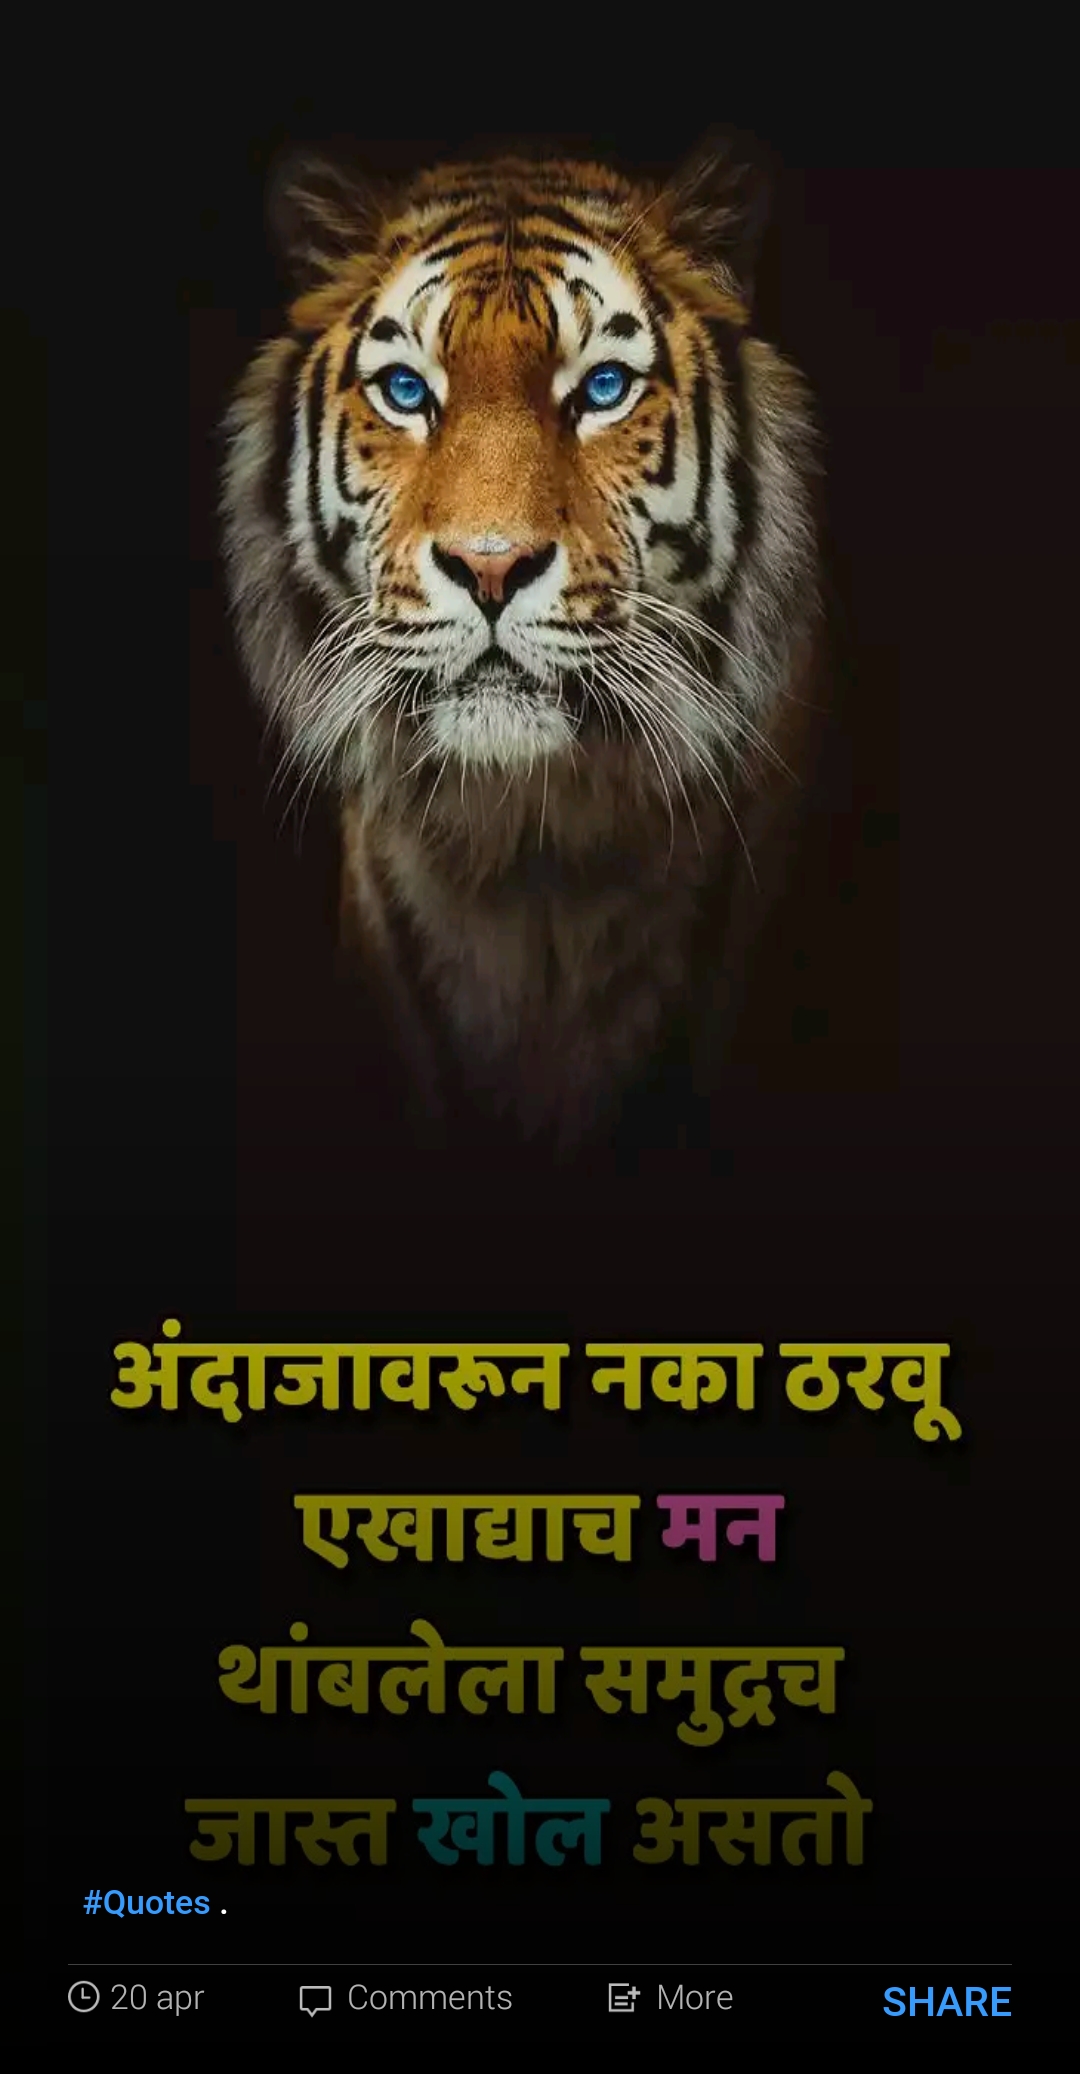 अंदाजावरून नका ठरवू
एखाद्याच मन
थांबलेला समुद्रच
जास्त खोल असतो
#Quotes .
20 apr Comments More SHARE